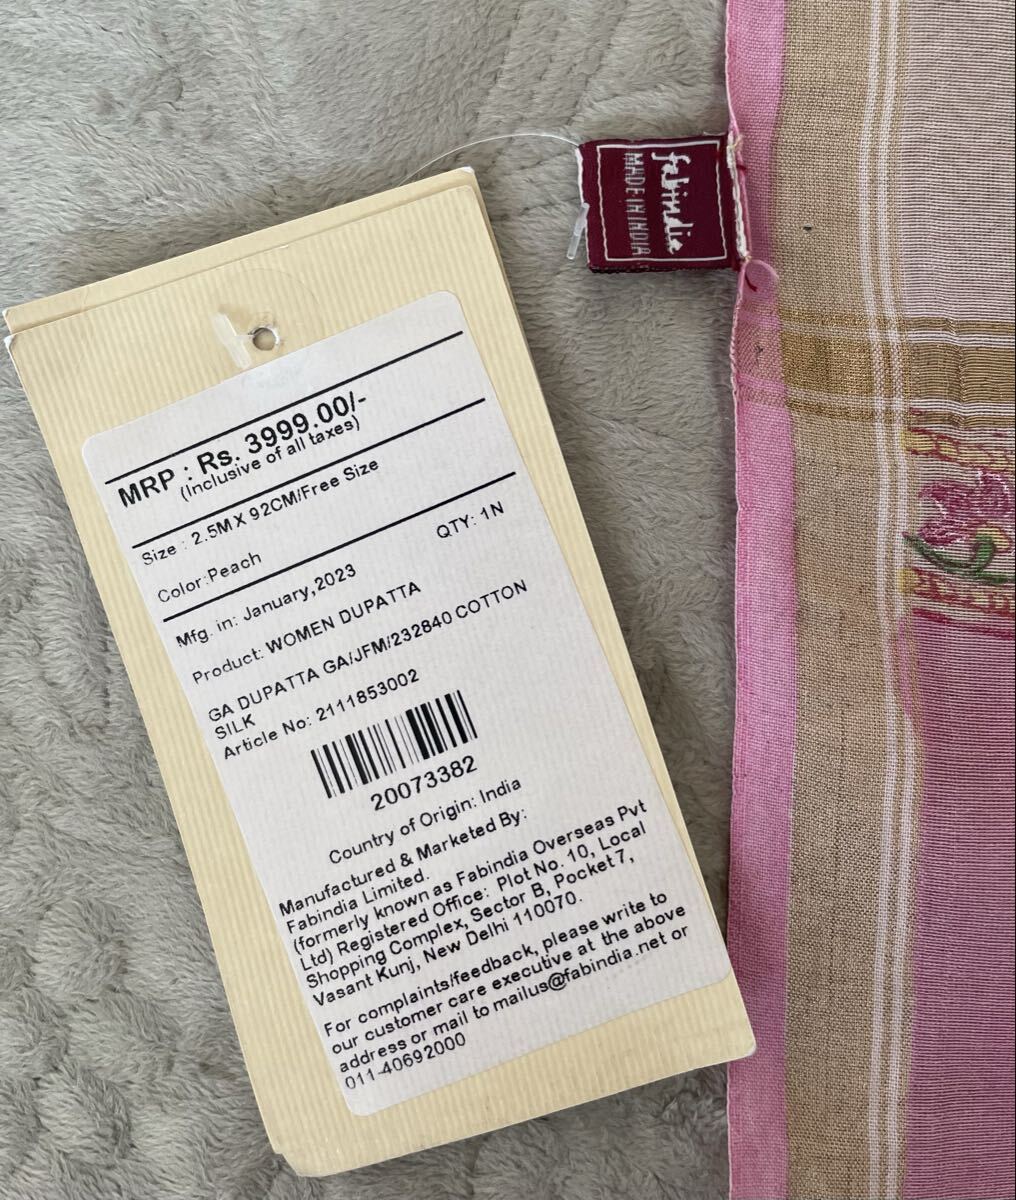 fabindia
MADE IN INDIA
MRP : Rs. 3999.00/-
(Inclusive of all taxes)
Size : 2.5M X 92CM/Free Size
Color:Peach QTY: 1N
Mfg. in: January,2023
Product: WOMEN DUPATTA
GA DUPATTA GA/JFM/232840 COTTON
SILK
Article No: 2111853002
20073382
Country of Origin: India
Manufactured & Marketed By:
Fabindia Limited.
(formerly known as Fabindia Overseas Pvt
Ltd) Registered Office: Plot No. 10, Local
Shopping Complex, Sector B, Pocket 7,
Vasant Kunj, New Delhi 110070.
For complaints/feedback, please write to
our customer care executive at the above
address or mail to mailus@fabindia.net or
011-40692000